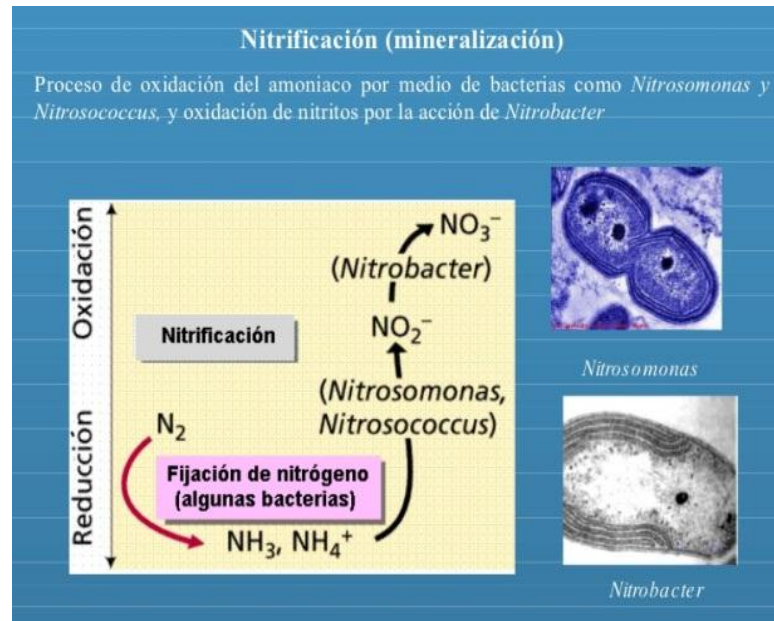 Nitrificación (mineralización)
Proceso de oxidación del amoniaco por medio de bacterias como Nitrosomonas y
Nitrosococcus, y oxidación de nitritos por la acción de Nitrobacter
Oxidación
Reducción
NO₃⁻
(Nitrobacter)
Nitrificación
NO₂⁻
(Nitrosomonas,
Nitrosococcus)
N₂
Fijación de nitrógeno
(algunas bacterias)
NH₃, NH₄⁺
Nitrosomonas
Nitrobacter